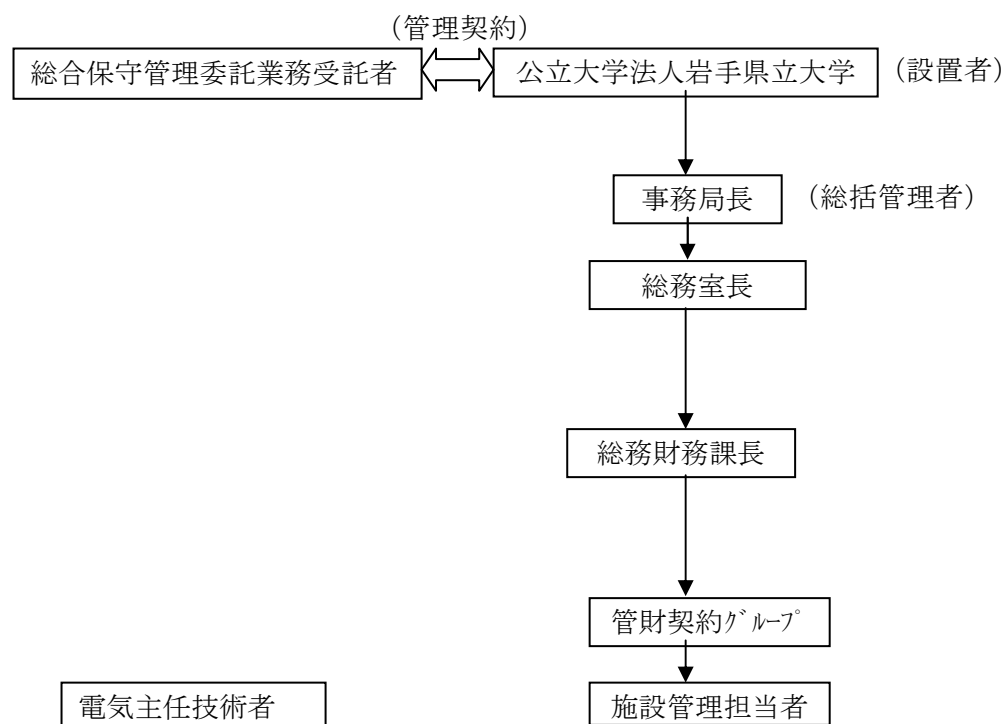 (管理契約)
総合保守管理委託業務受託者
公立大学法人岩手県立大学
(設置者)
事務局長
(総括管理者)
総務室長
総務財務課長
管財契約ｸﾞﾙｰﾌﾟ
電気主任技術者
施設管理担当者